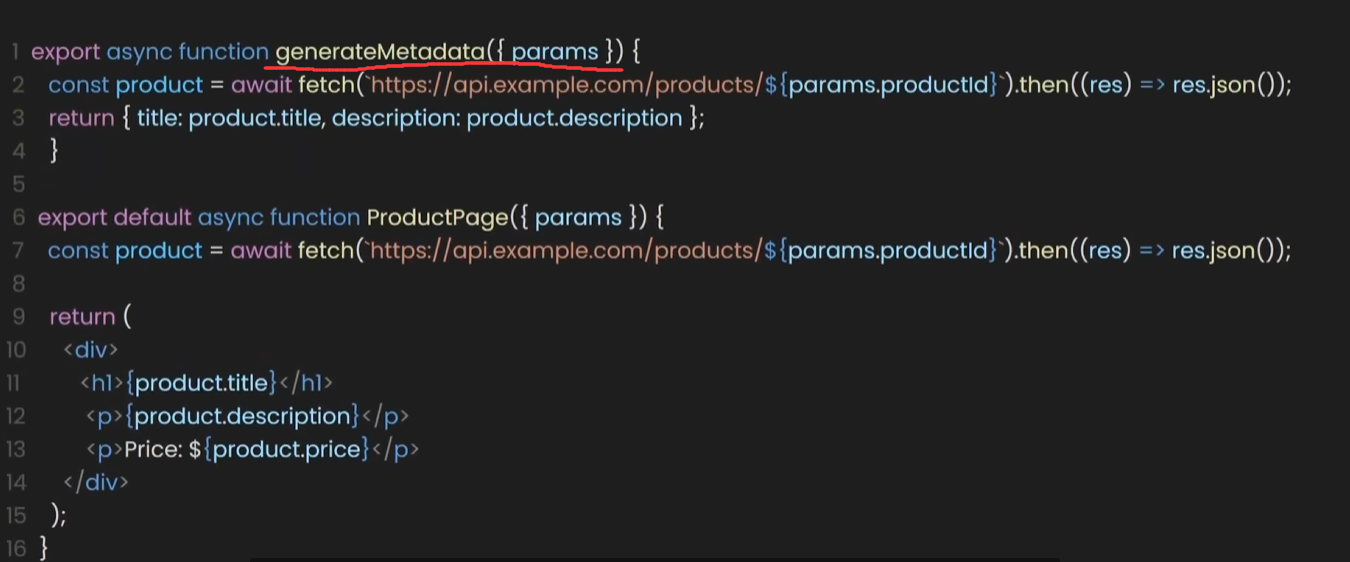 1 export async function generateMetadata({ params }) {
2 const product = await fetch(`https://api.example.com/products/${params.productId}`).then((res) => res.json());
3 return { title: product.title, description: product.description };
4 }
5
6 export default async function ProductPage({ params }) {
7 const product = await fetch(`https://api.example.com/products/${params.productId}`).then((res) => res.json());
8
9 return (
10 <div>
11 <h1>{product.title}</h1>
12 <p>{product.description}</p>
13 <p>Price: ${product.price}</p>
14 </div>
15 );
16 }